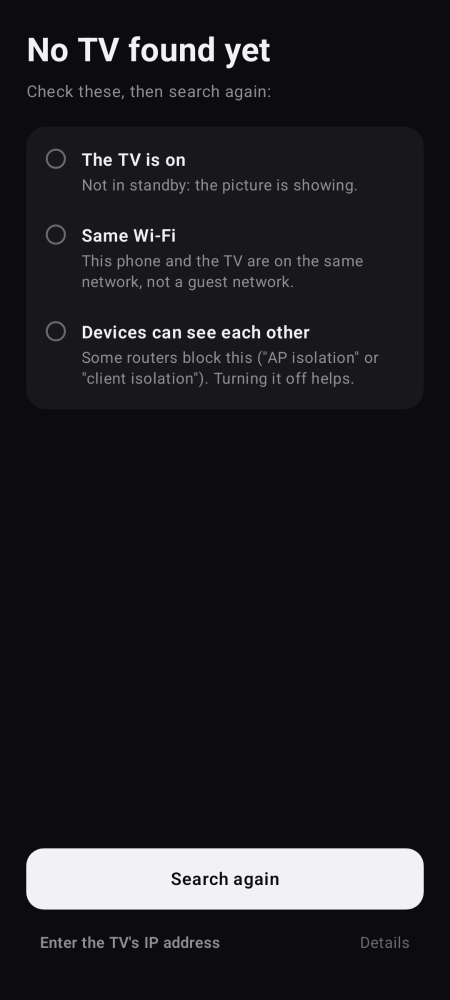 No TV found yet
Check these, then search again:
The TV is on
Not in standby: the picture is showing.
Same Wi-Fi
This phone and the TV are on the same
network, not a guest network.
Devices can see each other
Some routers block this ("AP isolation" or
"client isolation"). Turning it off helps.
Search again
Enter the TV's IP address
Details